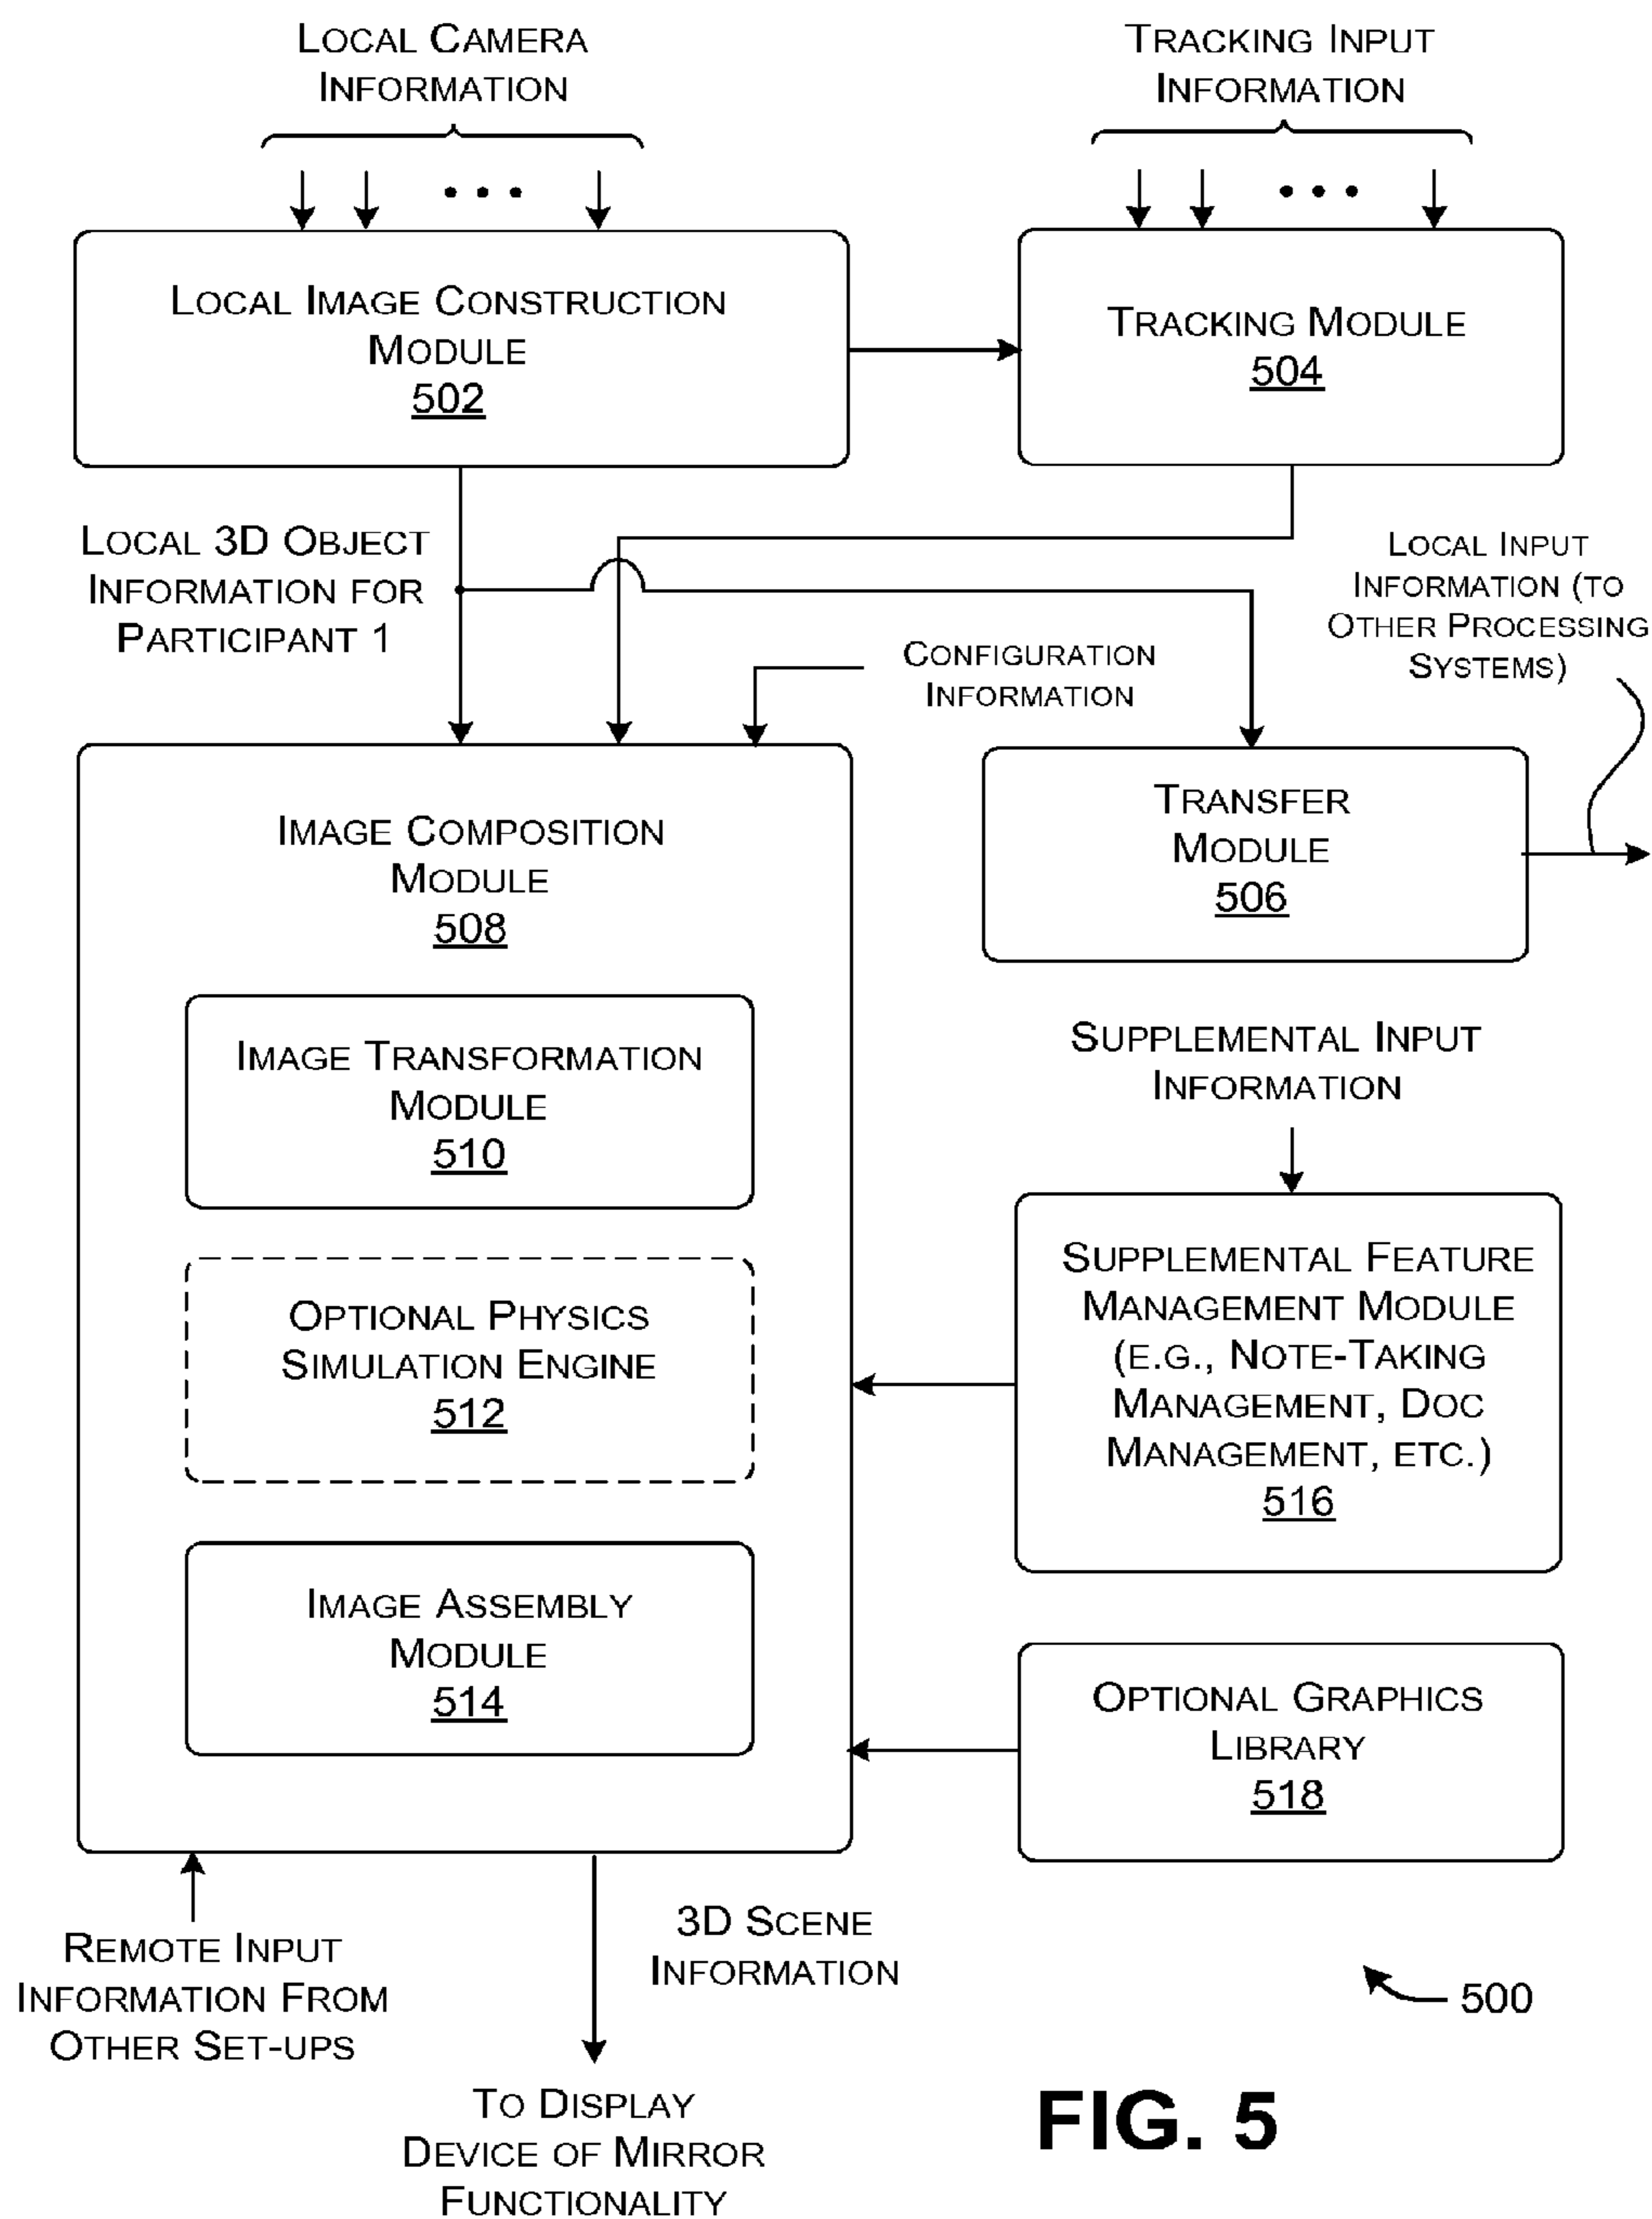 LOCAL CAMERA
INFORMATION
TRACKING INPUT
INFORMATION
LOCAL IMAGE CONSTRUCTION
MODULE
502
TRACKING MODULE
504
LOCAL 3D OBJECT
INFORMATION FOR
PARTICIPANT 1
LOCAL INPUT
INFORMATION (TO
OTHER PROCESSING
SYSTEMS)
CONFIGURATION
INFORMATION
IMAGE COMPOSITION
MODULE
508
TRANSFER
MODULE
506
IMAGE TRANSFORMATION
MODULE
510
SUPPLEMENTAL INPUT
INFORMATION
OPTIONAL PHYSICS
SIMULATION ENGINE
512
SUPPLEMENTAL FEATURE
MANAGEMENT MODULE
(E.G., NOTE-TAKING
MANAGEMENT, DOC
MANAGEMENT, ETC.)
516
IMAGE ASSEMBLY
MODULE
514
OPTIONAL GRAPHICS
LIBRARY
518
REMOTE INPUT
INFORMATION FROM
OTHER SET-UPS
3D SCENE
INFORMATION
500
TO DISPLAY
DEVICE OF MIRROR
FUNCTIONALITY
FIG. 5